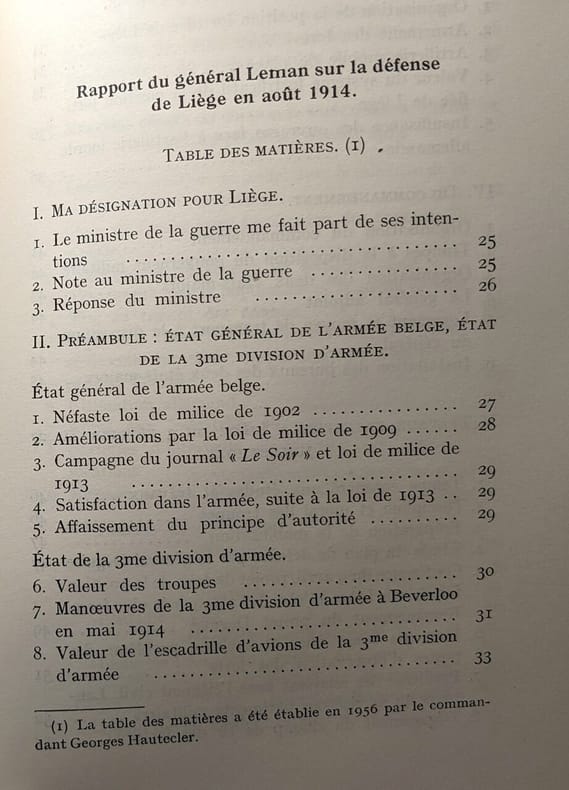 Rapport du général Leman sur la défense
de Liège en août 1914.
TABLE DES MATIÈRES. (1)
I. MA DÉSIGNATION POUR LIÈGE.
1. Le ministre de la guerre me fait part de ses inten-
tions .................................... 25
2. Note au ministre de la guerre ................ 25
3. Réponse du ministre ...................... 26
II. PRÉAMBULE : ÉTAT GÉNÉRAL DE L'ARMÉE BELGE, ÉTAT
DE LA 3me DIVISION D'ARMÉE.
État général de l'armée belge.
1. Néfaste loi de milice de 1902 ................ 27
2. Améliorations par la loi de milice de 1909 ...... 28
3. Campagne du journal « Le Soir » et loi de milice de
1913 .................................... 29
4. Satisfaction dans l'armée, suite à la loi de 1913 .. 29
5. Affaissement du principe d'autorité .......... 29
État de la 3me division d'armée.
6. Valeur des troupes ........................ 30
7. Manœuvres de la 3me division d'armée à Beverloo
en mai 1914 .............................. 31
8. Valeur de l'escadrille d'avions de la 3me division
d'armée .................................. 33
(1) La table des matières a été établie en 1956 par le comman-
dant Georges Hautecler.